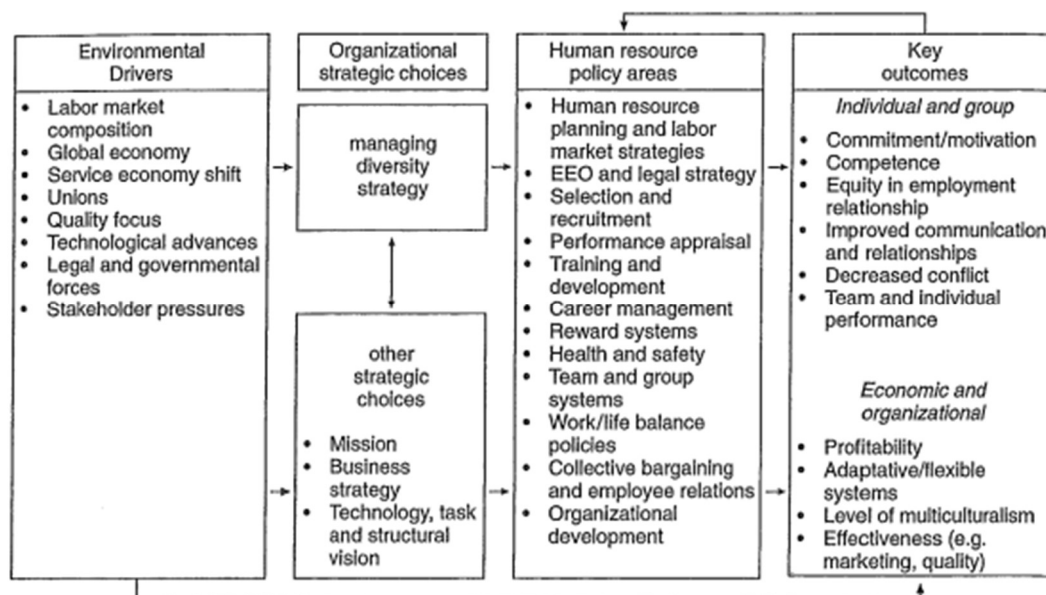 Environmental
Drivers
• Labor market
composition
• Global economy
• Service economy shift
• Unions
• Quality focus
• Technological advances
• Legal and governmental
forces
• Stakeholder pressures
Organizational
strategic choices
managing
diversity
strategy
other
strategic
choices
• Mission
• Business
strategy
• Technology, task
and structural
vision
Human resource
policy areas
• Human resource
planning and labor
market strategies
• EEO and legal strategy
• Selection and
recruitment
• Performance appraisal
• Training and
development
• Career management
• Reward systems
• Health and safety
• Team and group
systems
• Work/life balance
policies
• Collective bargaining
and employee relations
• Organizational
development
Key
outcomes
Individual and group
• Commitment/motivation
• Competence
• Equity in employment
relationship
• Improved communication
and relationships
• Decreased conflict
• Team and individual
performance
Economic and
organizational
• Profitability
• Adaptative/flexible
systems
• Level of multiculturalism
• Effectiveness (e.g.
marketing, quality)